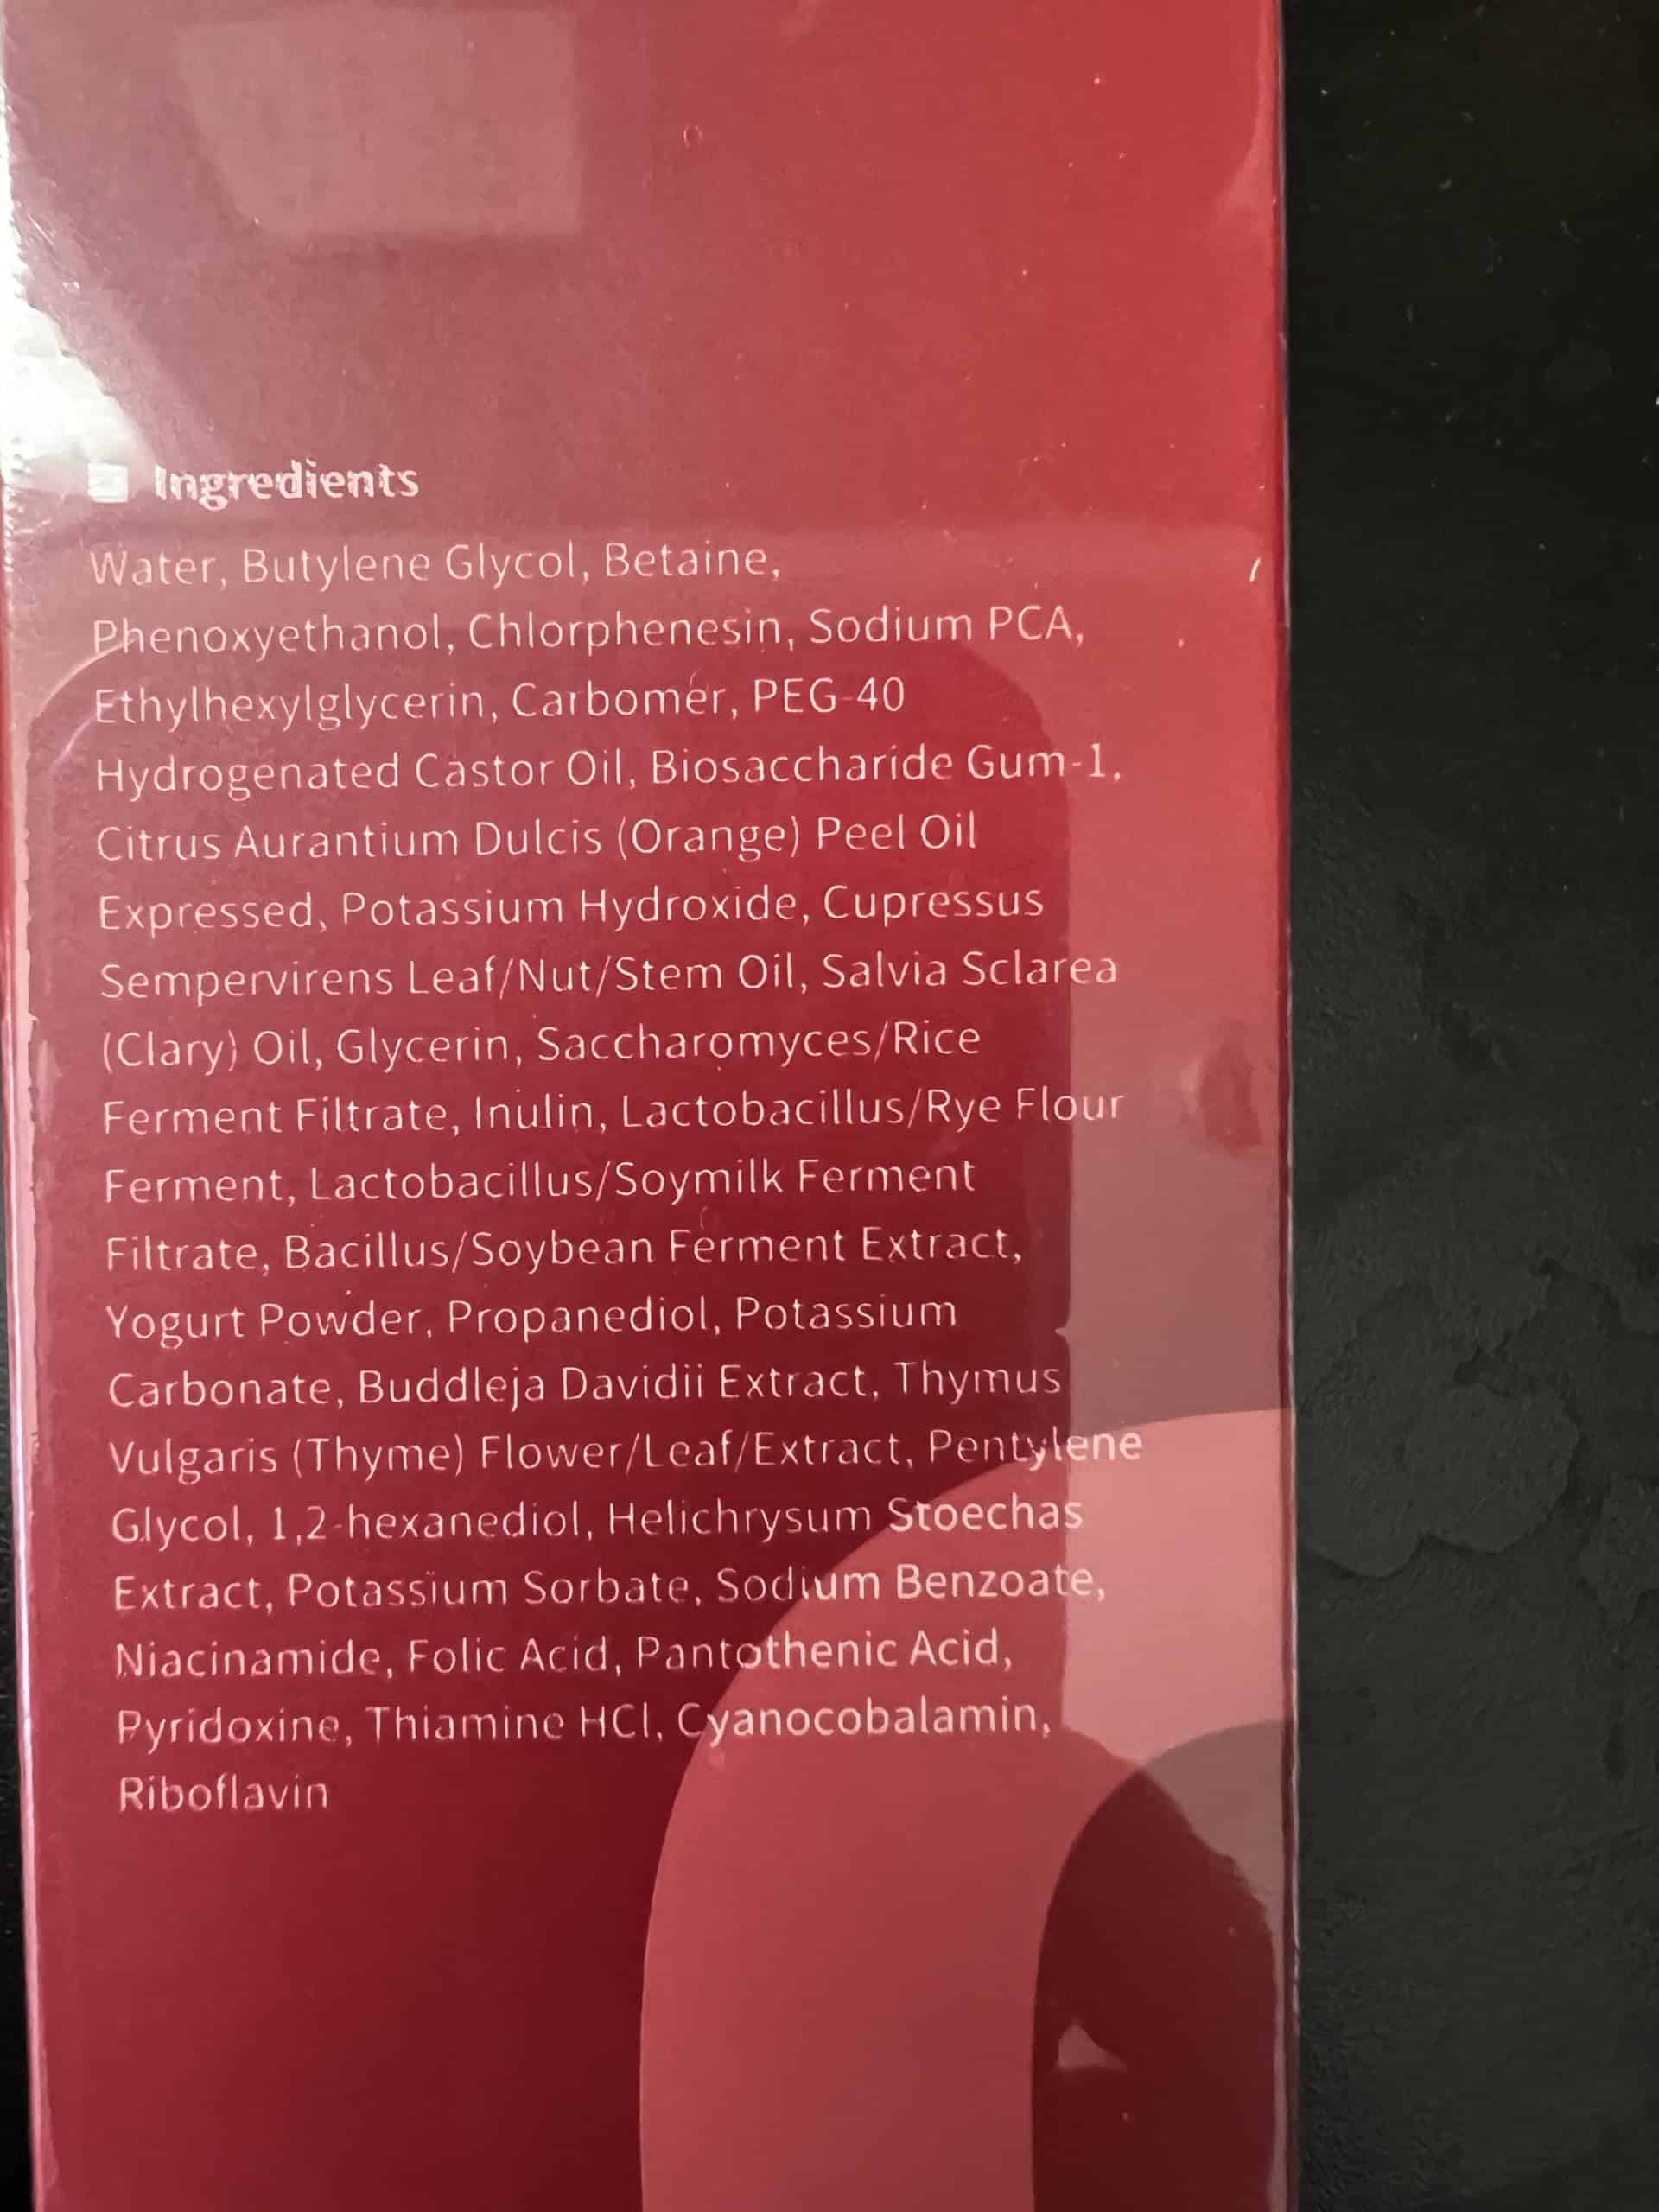 Ingredients
Water, Butylene Glycol, Betaine,
Phenoxyethanol, Chlorphenesin, Sodium PCA,
Ethylhexylglycerin, Carbomer, PEG-40
Hydrogenated Castor Oil, Biosaccharide Gum-1,
Citrus Aurantium Dulcis (Orange) Peel Oil
Expressed, Potassium Hydroxide, Cupressus
Sempervirens Leaf/Nut/Stem Oil, Salvia Sclarea
(Clary) Oil, Glycerin, Saccharomyces/Rice
Ferment Filtrate, Inulin, Lactobacillus/Rye Flour
Ferment, Lactobacillus/Soymilk Ferment
Filtrate, Bacillus/Soybean Ferment Extract,
Yogurt Powder, Propanediol, Potassium
Carbonate, Buddleja Davidii Extract, Thymus
Vulgaris (Thyme) Flower/Leaf/Extract, Pentylene
Glycol, 1,2-hexanediol, Helichrysum Stoechas
Extract, Potassium Sorbate, Sodium Benzoate,
Niacinamide, Folic Acid, Pantothenic Acid,
Pyridoxine, Thiamine HCl, Cyanocobalamin,
Riboflavin